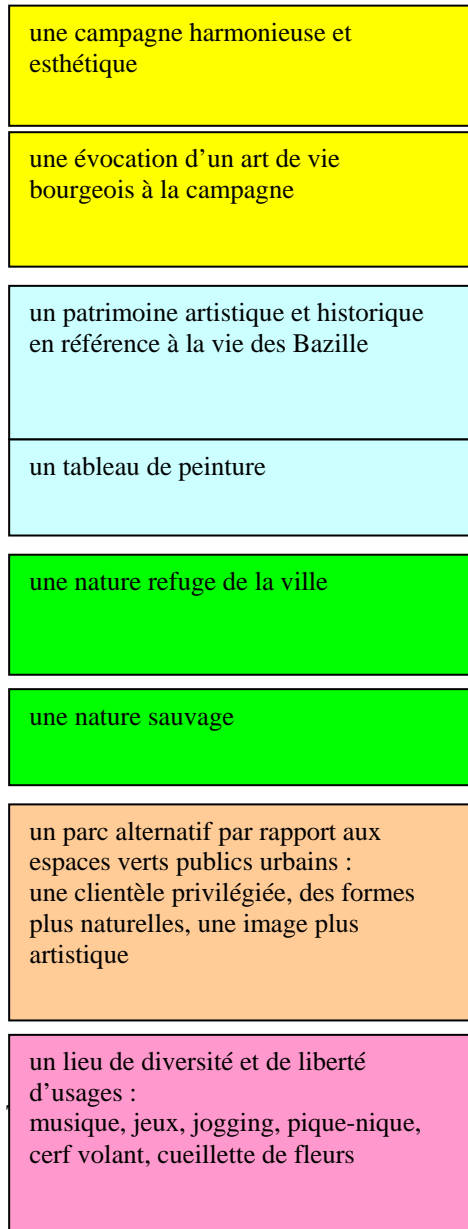 une campagne harmonieuse et
esthétique
une évocation d'un art de vie
bourgeois à la campagne
un patrimoine artistique et historique
en référence à la vie des Bazille
un tableau de peinture
une nature refuge de la ville
une nature sauvage
un parc alternatif par rapport aux
espaces verts publics urbains :
une clientèle privilégiée, des formes
plus naturelles, une image plus
artistique
un lieu de diversité et de liberté
d'usages :
musique, jeux, jogging, pique-nique,
cerf volant, cueillette de fleurs